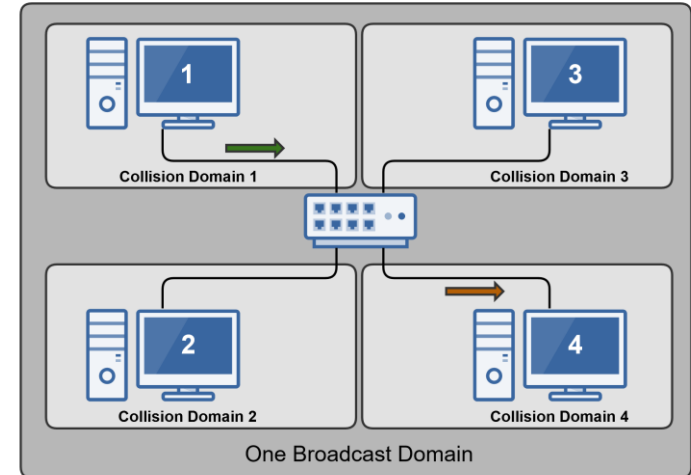 1
3
Collision Domain 1
Collision Domain 3
2
4
Collision Domain 2
Collision Domain 4
One Broadcast Domain